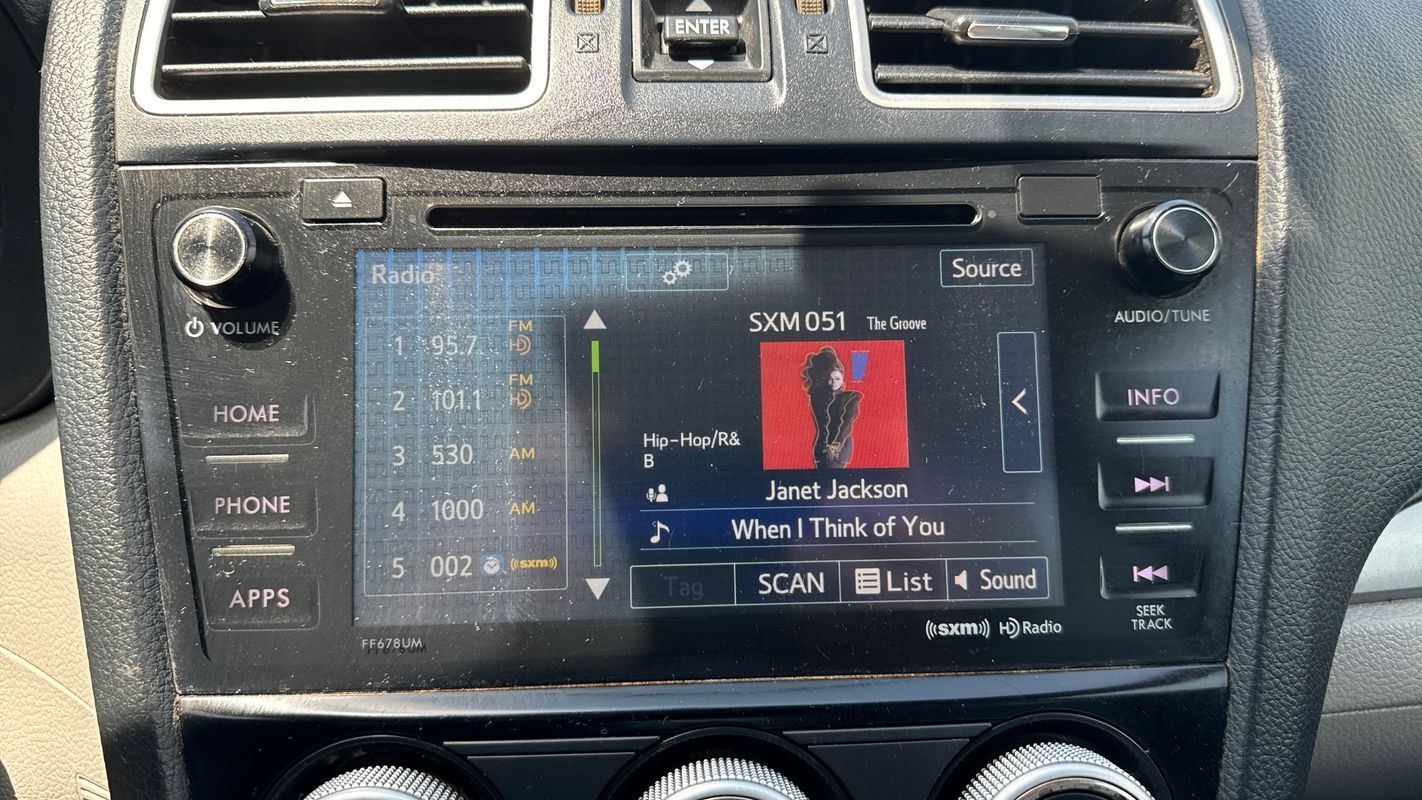 ENTER
VOLUME
AUDIO/TUNE
HOME
PHONE
APPS
Radio
Source
1 95.7 FM HD
2 101.1 FM HD
3 530 AM
4 1000 AM
5 002 ((sxm))
SXM 051 The Groove
Hip-Hop/R&
B
Janet Jackson
When I Think of You
Tag SCAN List Sound
INFO
SEEK
TRACK
FF678UM
((sxm)) HD Radio